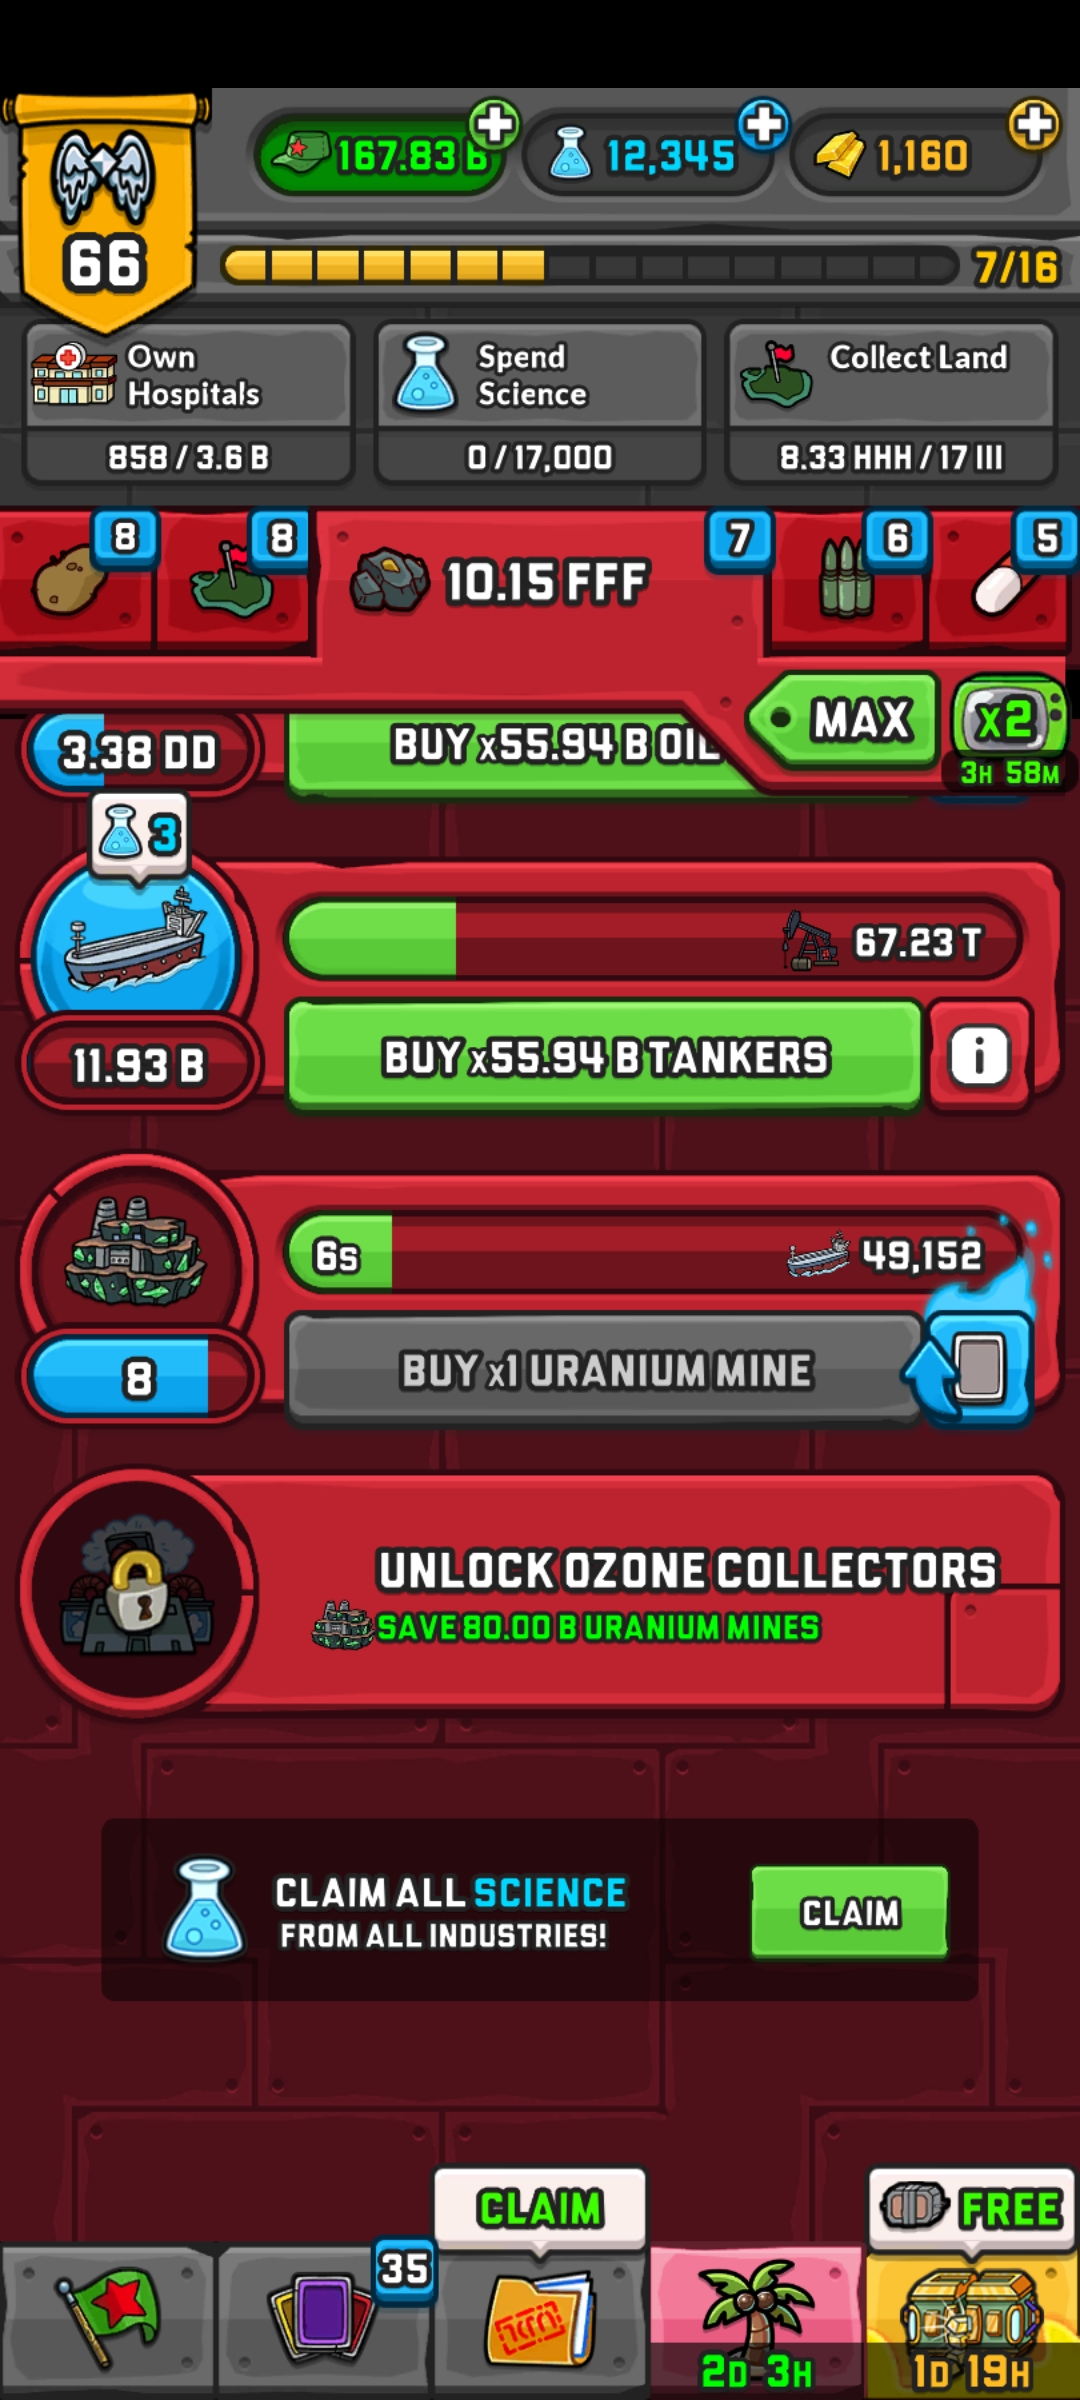 167.83 B
12,345
1,160
66
7/16
Own
Hospitals
858 / 3.6 B
Spend
Science
0 / 17,000
Collect Land
8.33 HHH / 17 III
8
8
10.15 FFF
7
6
5
MAX
x2
3H 58M
3.38 DD
BUY x55.94 B OIL
3
67.23 T
11.93 B
BUY x55.94 B TANKERS
i
6s
49,152
8
BUY x1 URANIUM MINE
UNLOCK OZONE COLLECTORS
SAVE 80.00 B URANIUM MINES
CLAIM ALL SCIENCE
FROM ALL INDUSTRIES!
CLAIM
CLAIM
FREE
35
2D 3H
1D 19H